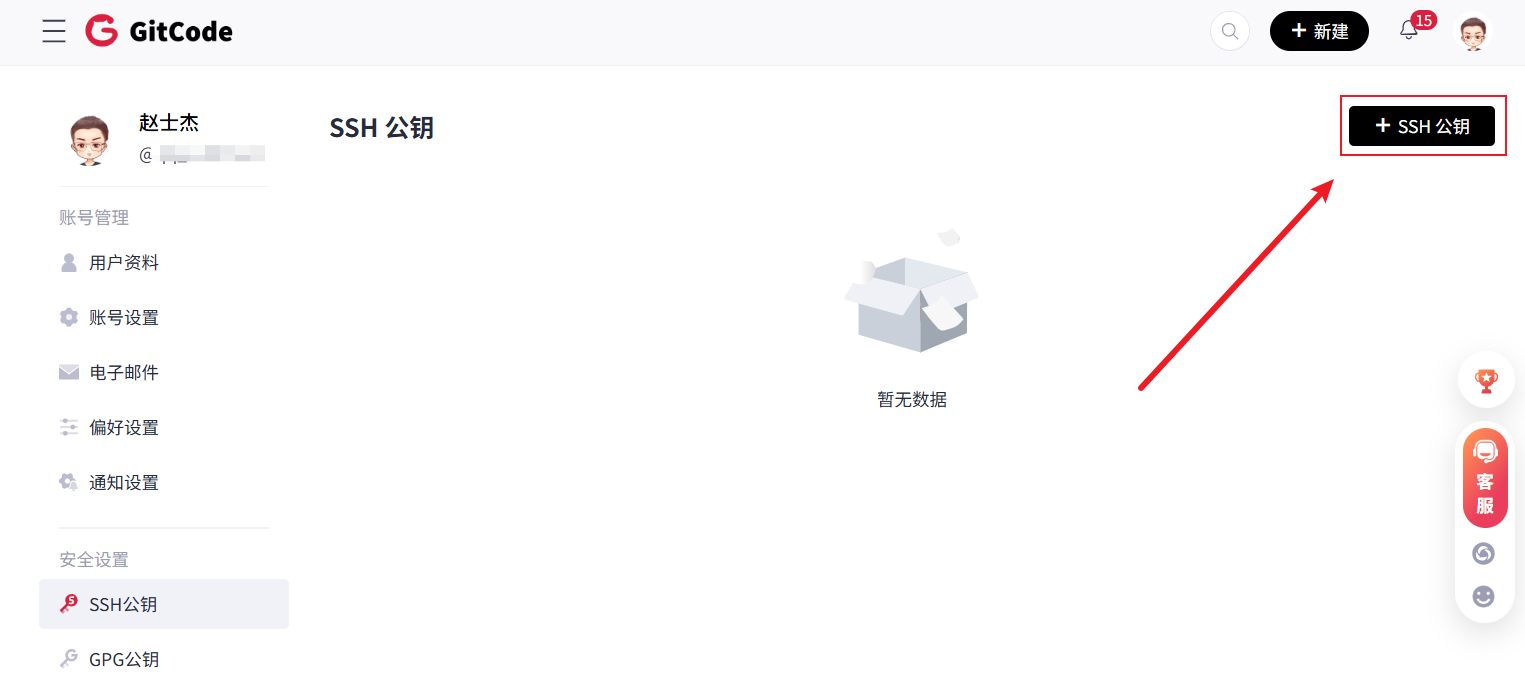 GitCode
+ 新建
15
赵士杰
@
账号管理
用户资料
账号设置
电子邮件
偏好设置
通知设置
安全设置
SSH公钥
GPG公钥
SSH 公钥
+ SSH 公钥
暂无数据
客
服